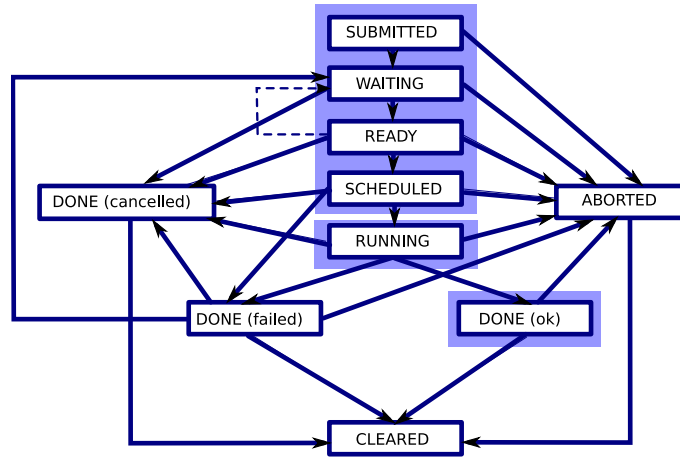 SUBMITTED
WAITING
READY
SCHEDULED
DONE (cancelled)
ABORTED
RUNNING
DONE (failed)
DONE (ok)
CLEARED